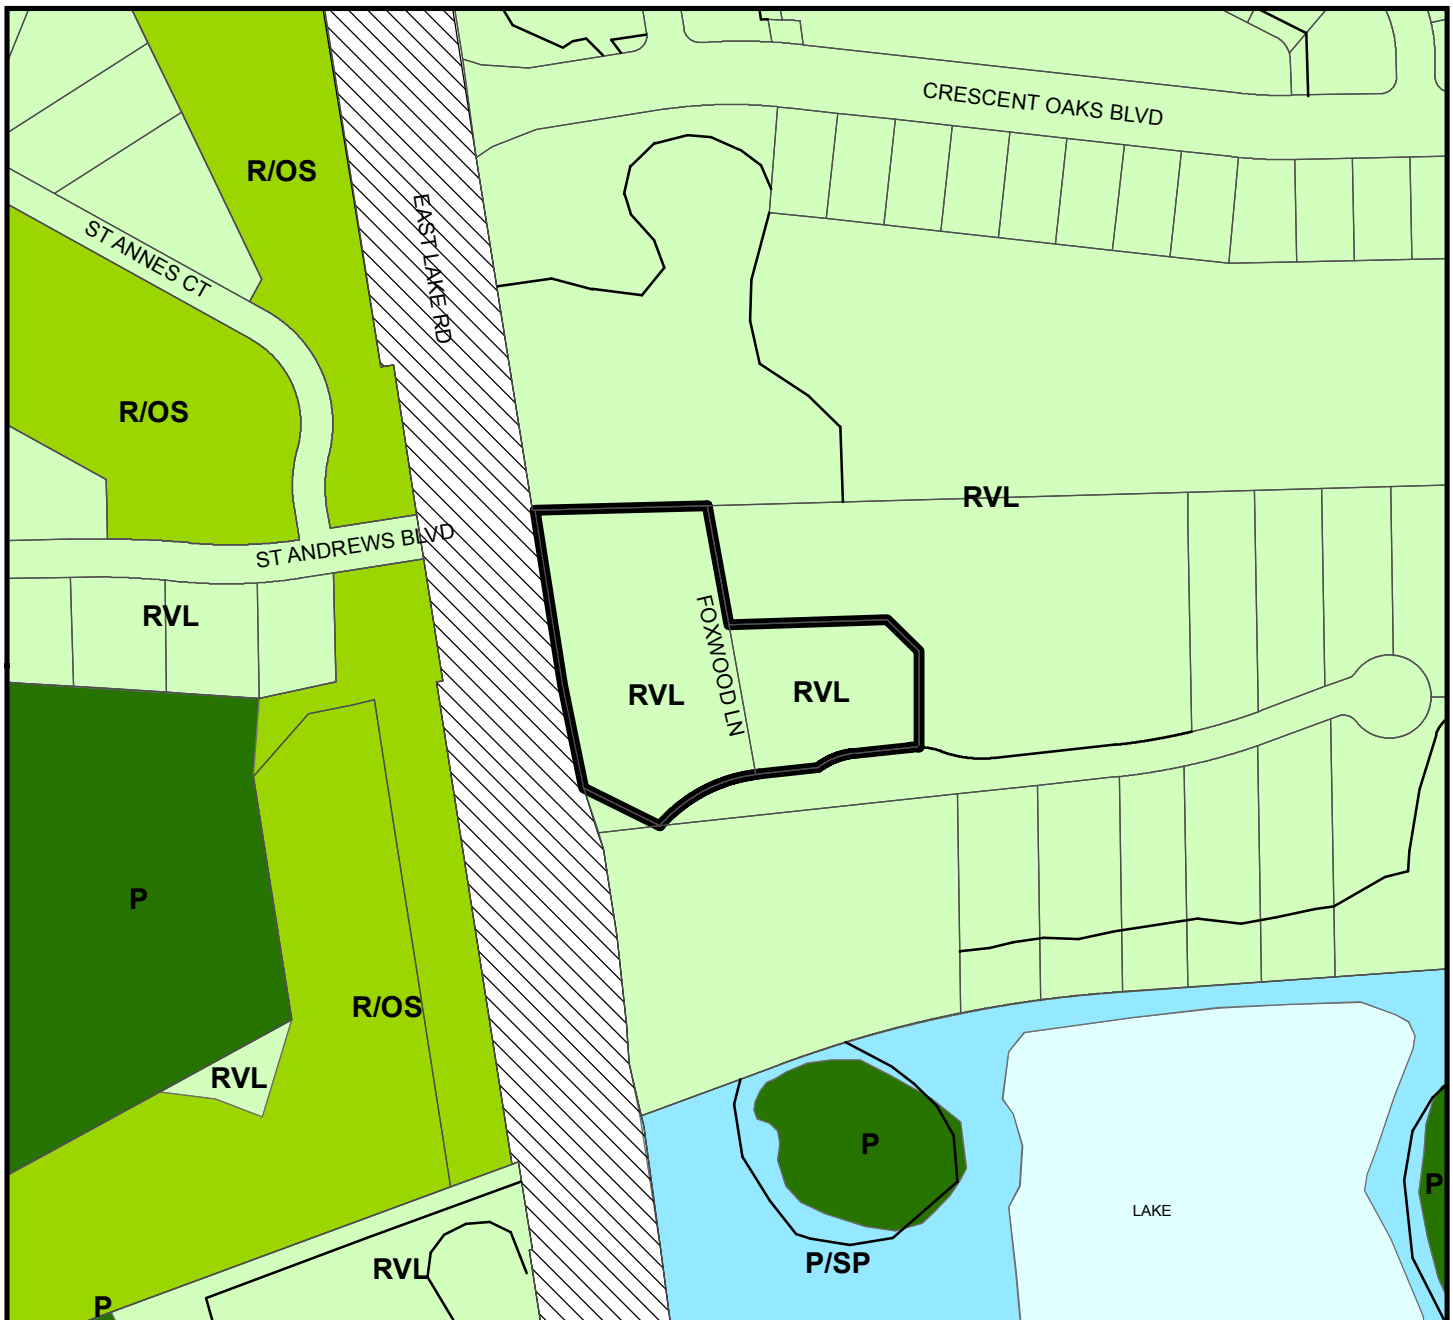 CRESCENT OAKS BLVD
R/OS
EAST LAKE RD
ST ANNES CT
R/OS
RVL
ST ANDREWS BLVD
RVL
FOXWOOD LN
RVL
RVL
P
R/OS
RVL
P
P
LAKE
P/SP
RVL
P